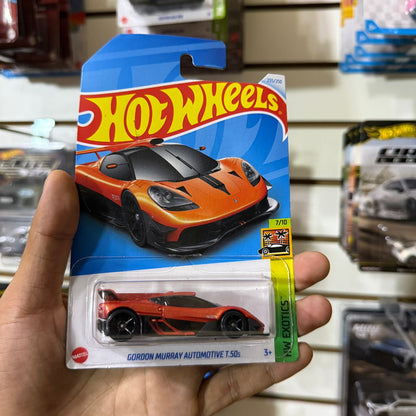 HOT WHEELS
7/10
HW EXOTICS
GORDON MURRAY AUTOMOTIVE T.50s
MATTEL
3+